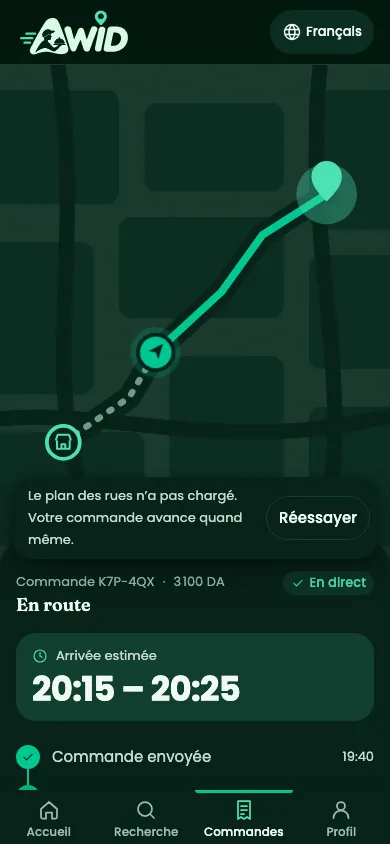 AWID
Français
Le plan des rues n’a pas chargé.
Votre commande avance quand
même.
Réessayer
Commande K7P-4QX · 3100 DA
En direct
En route
Arrivée estimée
20:15 – 20:25
Commande envoyée
19:40
Accueil
Recherche
Commandes
Profil